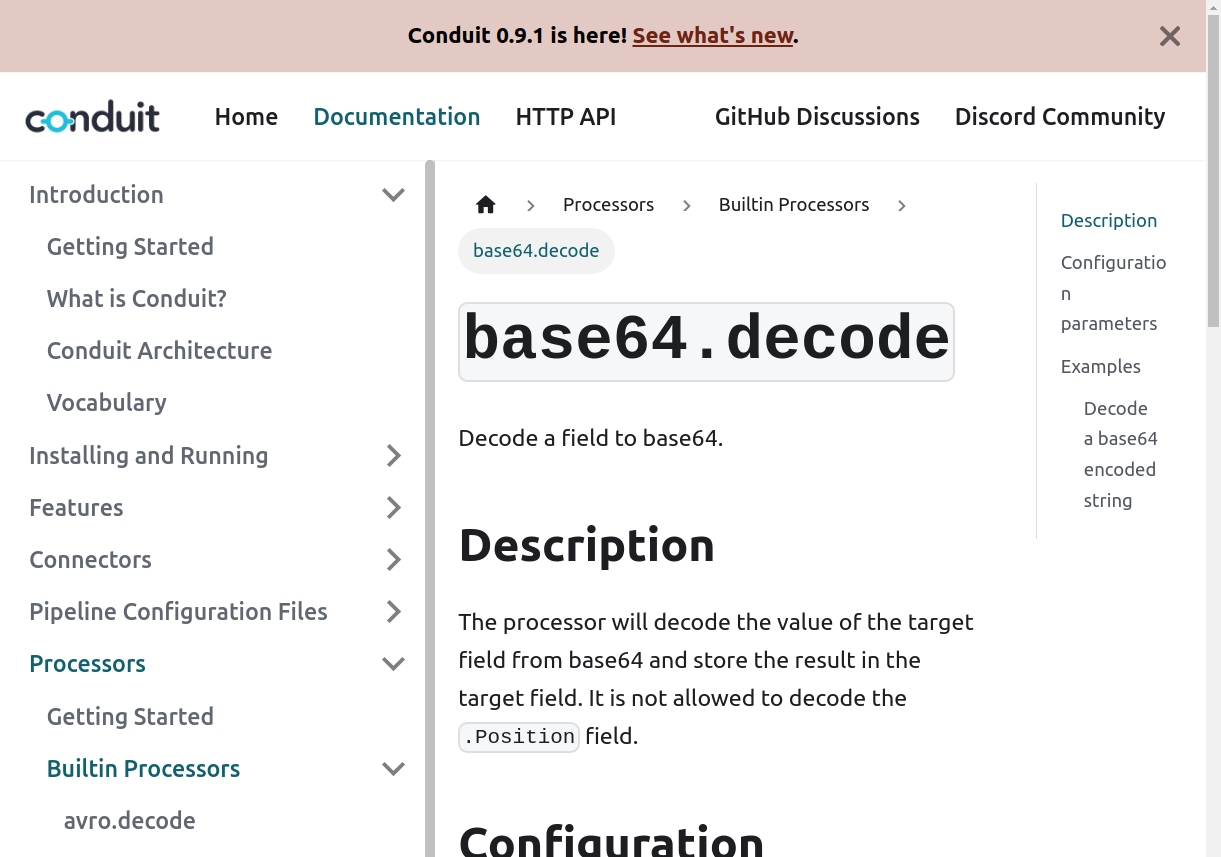 Conduit 0.9.1 is here! See what's new.
conduit
Home
Documentation
HTTP API
GitHub Discussions
Discord Community
Introduction
Getting Started
What is Conduit?
Conduit Architecture
Vocabulary
Installing and Running
Features
Connectors
Pipeline Configuration Files
Processors
Getting Started
Builtin Processors
avro.decode
Processors
Builtin Processors
base64.decode
base64.decode
Decode a field to base64.
Description
The processor will decode the value of the target
field from base64 and store the result in the
target field. It is not allowed to decode the
.Position field.
Configuration
Description
Configuratio
n
parameters
Examples
Decode
a base64
encoded
string